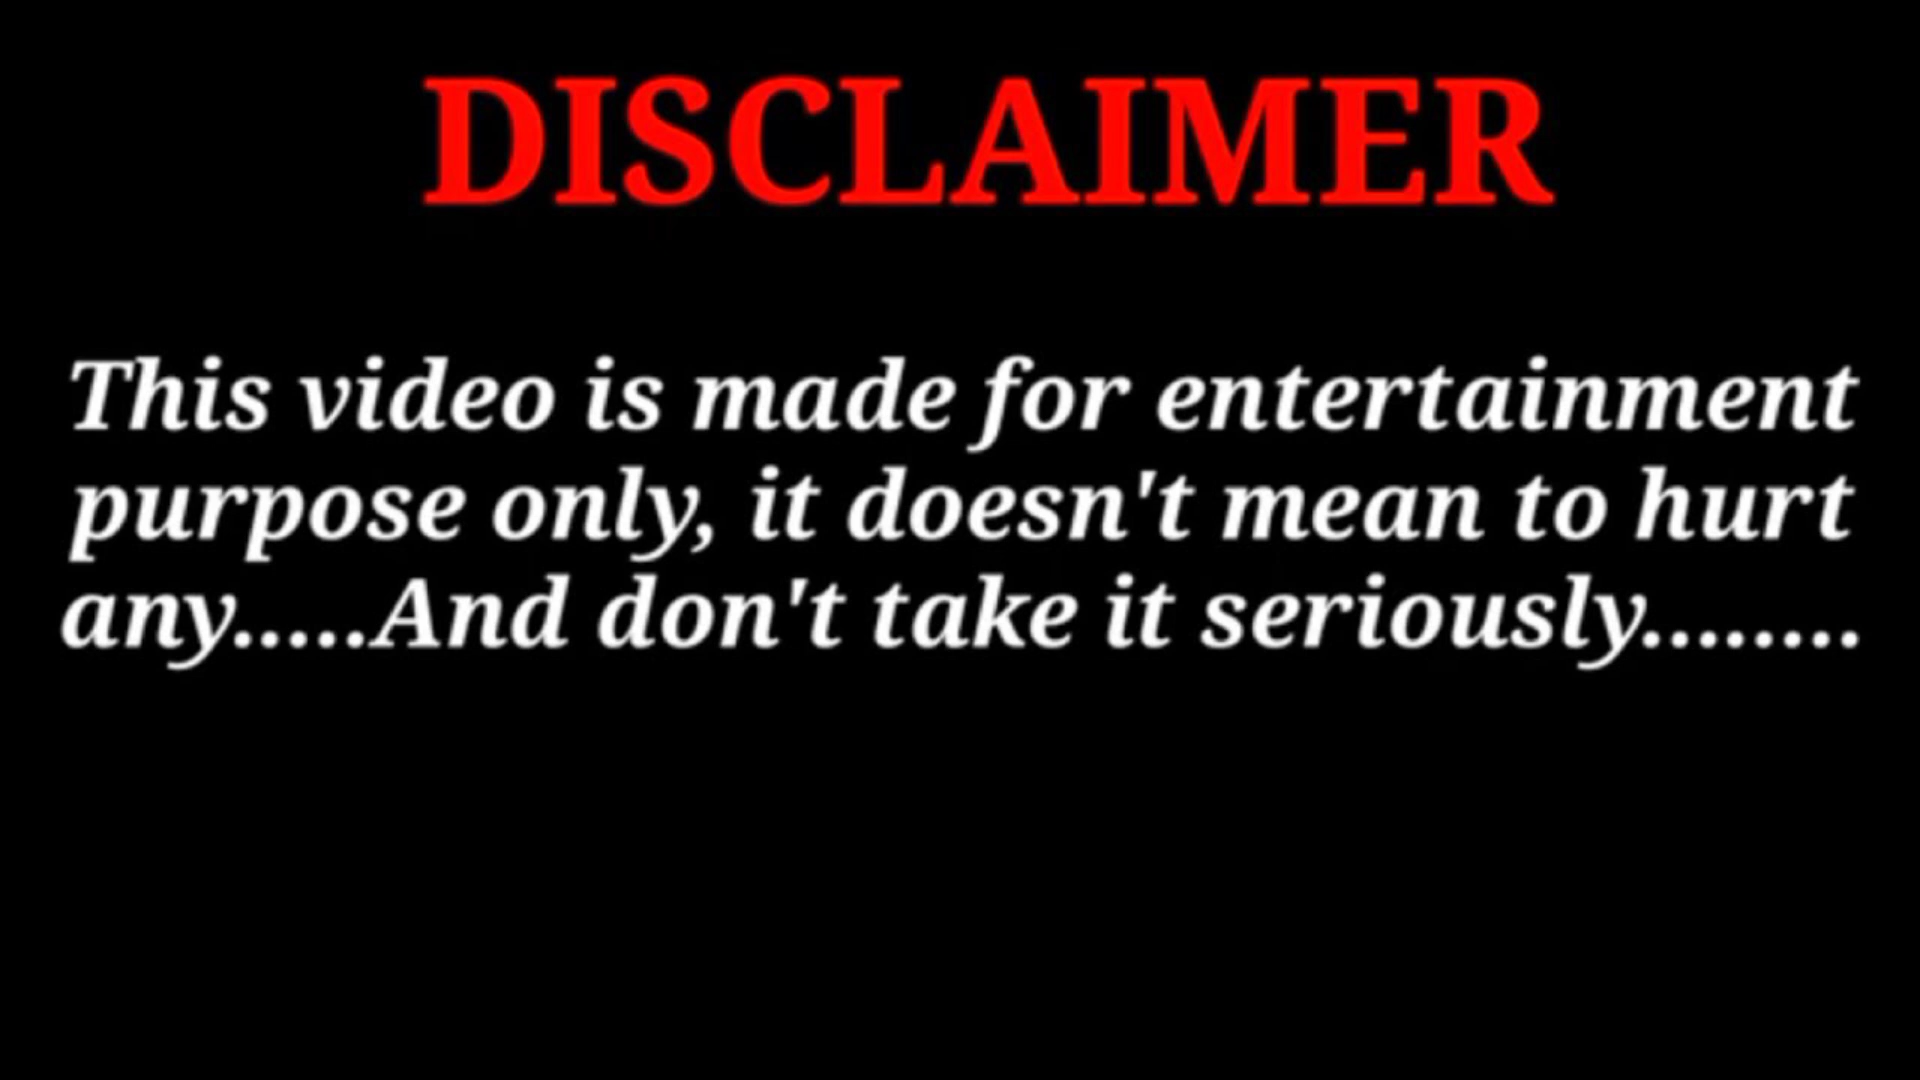 DISCLAIMER
This video is made for entertainment
purpose only, it doesn't mean to hurt
any.....And don't take it seriously........